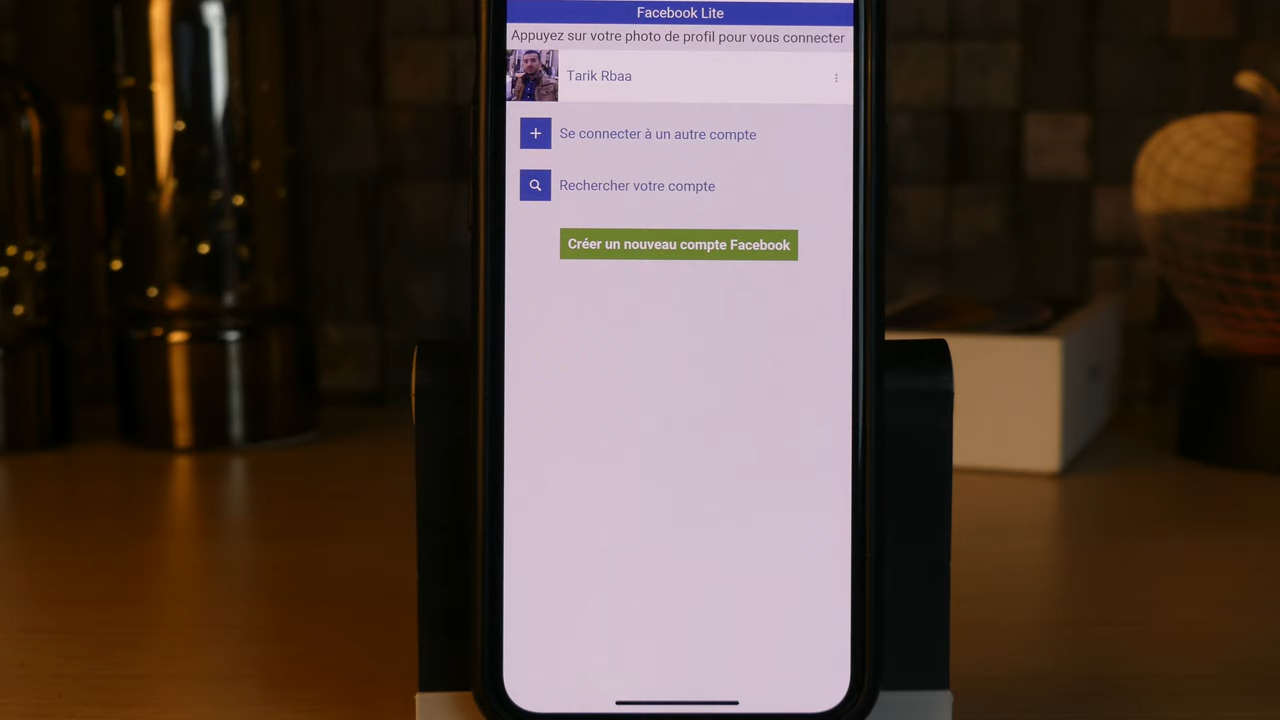 Facebook Lite
Appuyez sur votre photo de profil pour vous connecter
Tarik Rbaa
Se connecter à un autre compte
Rechercher votre compte
Créer un nouveau compte Facebook